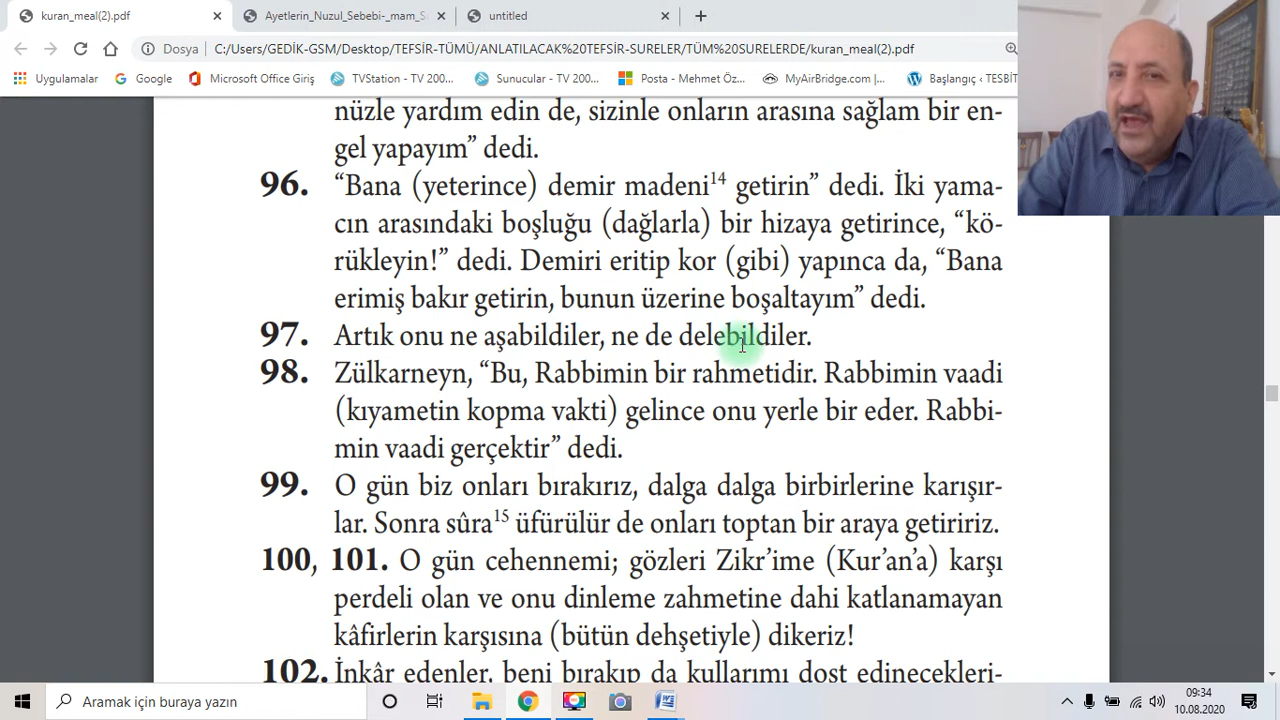 kuran_meal(2).pdf
Ayetlerin_Nuzul_Sebebi-_mam_S
untitled
Dosya
C:/Users/GEDİK-GSM/Desktop/TEFSİR-TÜMÜ/ANLATILACAK%20TEFSİR-SURELER/TÜM%20SURELERDE/kuran_meal(2).pdf
Uygulamalar Google Microsoft Office Giriş TVStation - TV 200... Sunucular - TV 200... Posta - Mehmet Öz... MyAirBridge.com |... Başlangıç ‹ TESBİT
nüzle yardım edin de, sizinle onların arasına sağlam bir en-
gel yapayım” dedi.
96. “Bana (yeterince) demir madeni14 getirin” dedi. İki yama-
cın arasındaki boşluğu (dağlarla) bir hizaya getirince, “kö-
rükleyin!” dedi. Demiri eritip kor (gibi) yapınca da, “Bana
erimiş bakır getirin, bunun üzerine boşaltayım” dedi.
97. Artık onu ne aşabildiler, ne de delebildiler.
98. Zülkarneyn, “Bu, Rabbimin bir rahmetidir. Rabbimin vaadi
(kıyametin kopma vakti) gelince onu yerle bir eder. Rabbi-
min vaadi gerçektir” dedi.
99. O gün biz onları bırakırız, dalga dalga birbirlerine karışır-
lar. Sonra sûra15 üfürülür de onları toptan bir araya getiririz.
100, 101. O gün cehennemi; gözleri Zikr’ime (Kur’an’a) karşı
perdeli olan ve onu dinleme zahmetine dahi katlanamayan
kâfirlerin karşısına (bütün dehşetiyle) dikeriz!
102. İnkâr edenler, beni bırakıp da kullarımı dost edinecekleri-
Aramak için buraya yazın
09:34
10.08.2020